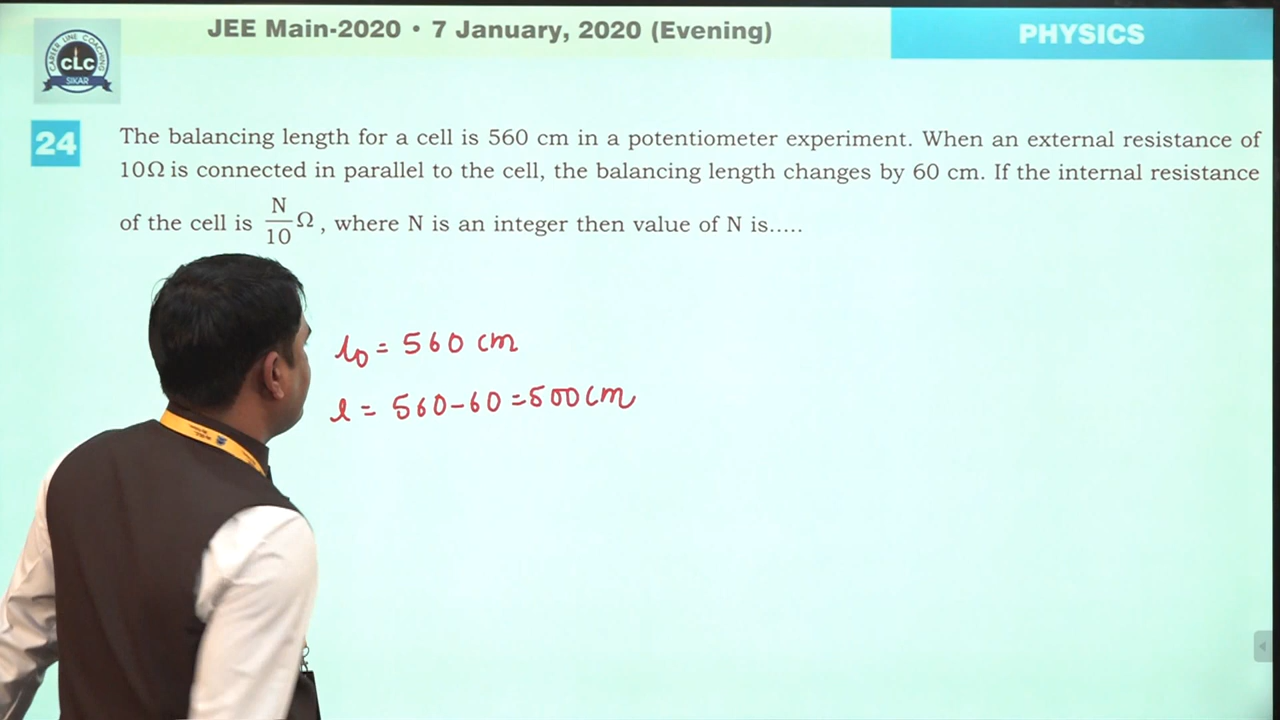 CAREER LINE COACHING
CLC
SIKAR
JEE Main-2020 • 7 January, 2020 (Evening)
PHYSICS
24
The balancing length for a cell is 560 cm in a potentiometer experiment. When an external resistance of
10Ω is connected in parallel to the cell, the balancing length changes by 60 cm. If the internal resistance
of the cell is N/10 Ω, where N is an integer then value of N is.....
l₀ = 560 cm
l = 560-60 = 500 cm